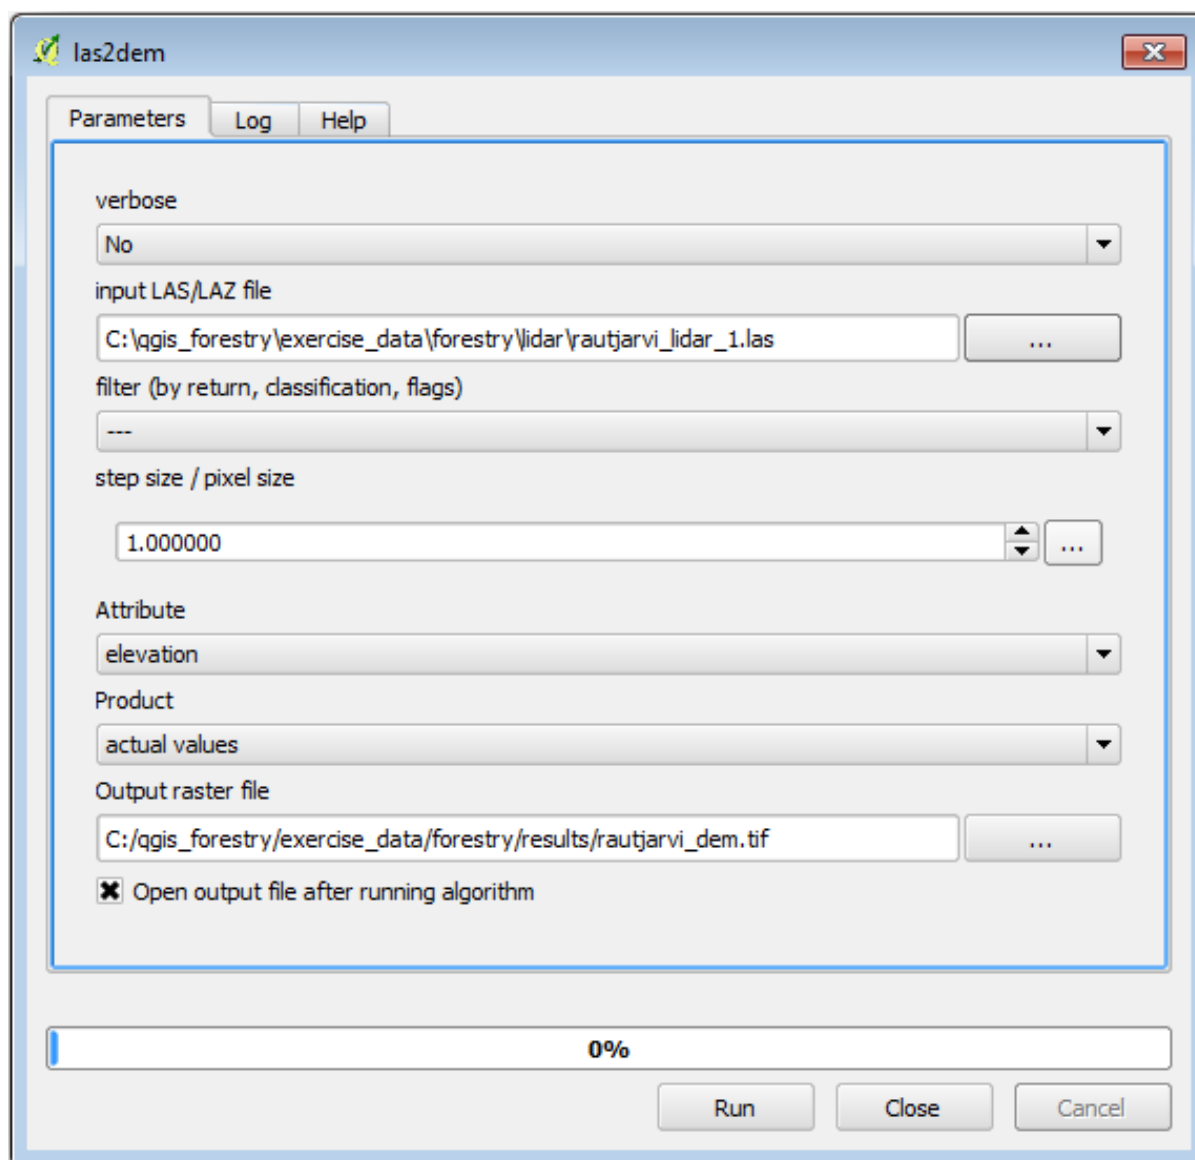 las2dem
Parameters Log Help
verbose
No
input LAS/LAZ file
C:\qgis_forestry\exercise_data\forestry\lidar\rautjarvi_lidar_1.las ...
filter (by return, classification, flags)
---
step size / pixel size
1.000000 ...
Attribute
elevation
Product
actual values
Output raster file
C:/qgis_forestry/exercise_data/forestry/results/rautjarvi_dem.tif ...
Open output file after running algorithm
0%
Run Close Cancel